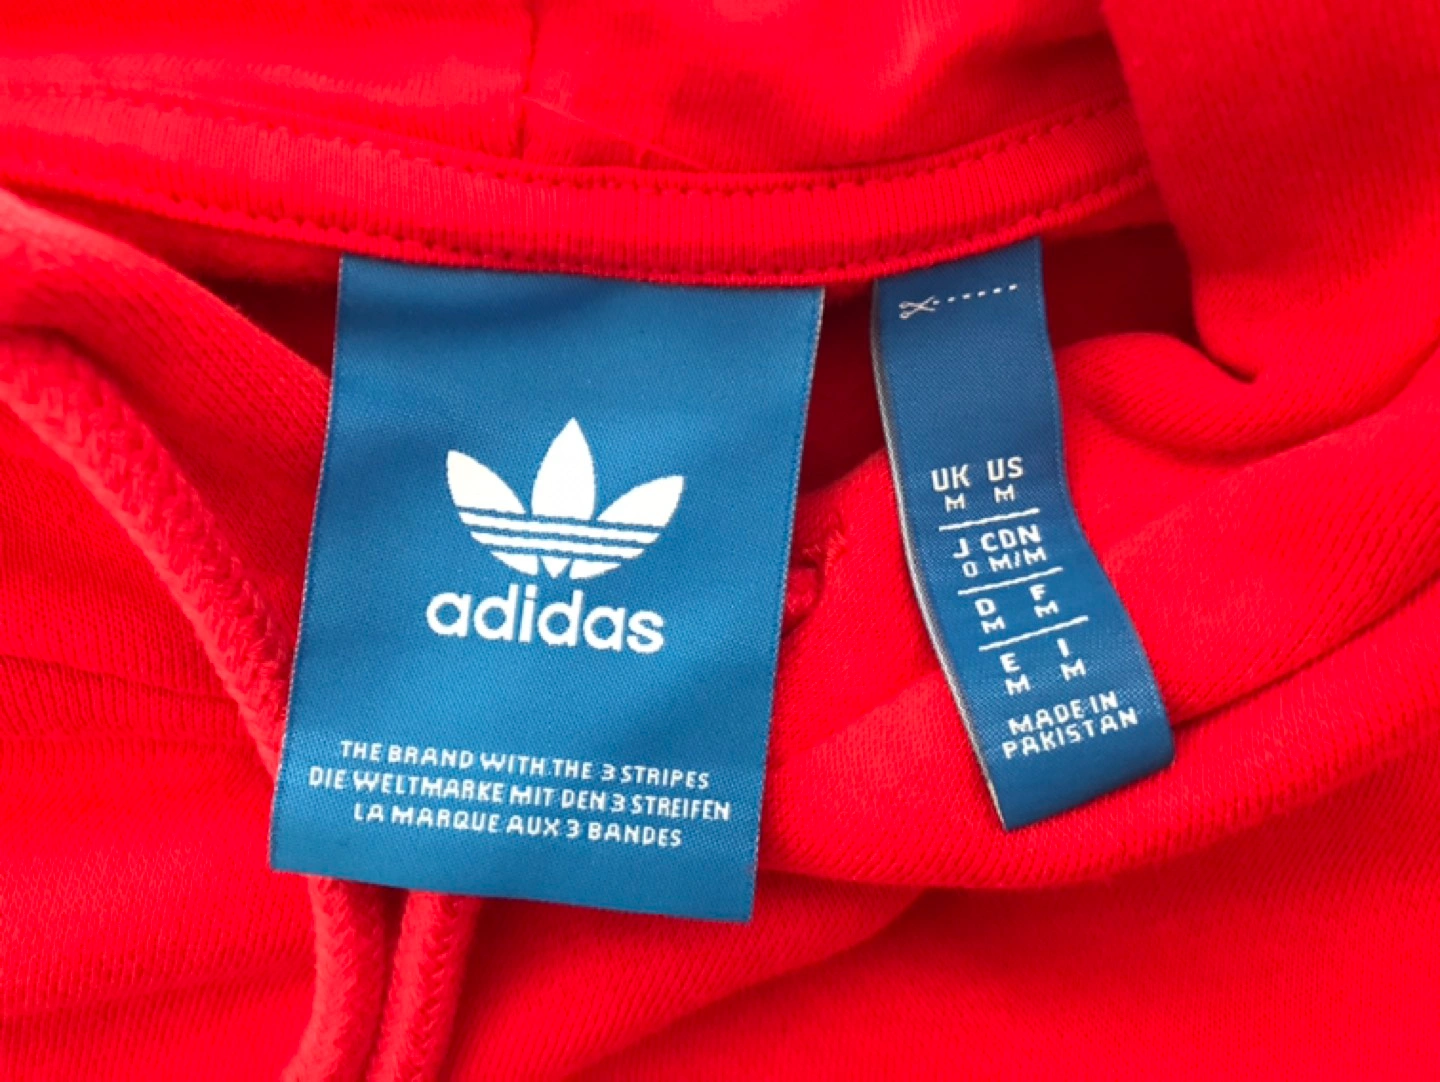 adidas
THE BRAND WITH THE 3 STRIPES
DIE WELTMARKE MIT DEN 3 STREIFEN
LA MARQUE AUX 3 BANDES
UK US
M M
J CDN
O M/M
D F
M M
E I
M M
MADE IN
PAKISTAN